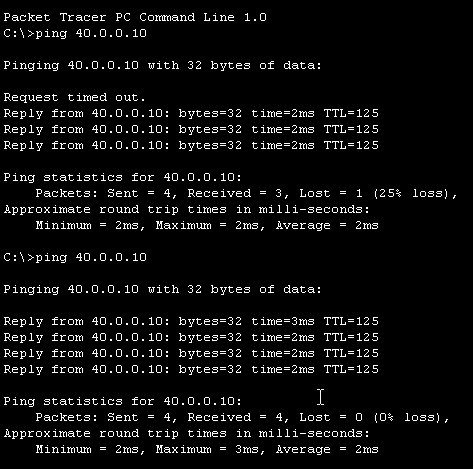 Packet Tracer PC Command Line 1.0
C:\>ping 40.0.0.10
Pinging 40.0.0.10 with 32 bytes of data:
Request timed out.
Reply from 40.0.0.10: bytes=32 time=2ms TTL=125
Reply from 40.0.0.10: bytes=32 time=2ms TTL=125
Reply from 40.0.0.10: bytes=32 time=2ms TTL=125
Ping statistics for 40.0.0.10:
Packets: Sent = 4, Received = 3, Lost = 1 (25% loss),
Approximate round trip times in milli-seconds:
Minimum = 2ms, Maximum = 2ms, Average = 2ms
C:\>ping 40.0.0.10
Pinging 40.0.0.10 with 32 bytes of data:
Reply from 40.0.0.10: bytes=32 time=3ms TTL=125
Reply from 40.0.0.10: bytes=32 time=2ms TTL=125
Reply from 40.0.0.10: bytes=32 time=2ms TTL=125
Reply from 40.0.0.10: bytes=32 time=2ms TTL=125
Ping statistics for 40.0.0.10:
Packets: Sent = 4, Received = 4, Lost = 0 (0% loss),
Approximate round trip times in milli-seconds:
Minimum = 2ms, Maximum = 3ms, Average = 2ms